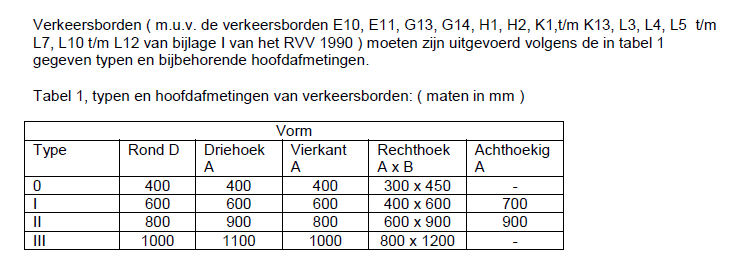 Verkeersborden ( m.u.v. de verkeersborden E10, E11, G13, G14, H1, H2, K1,t/m K13, L3, L4, L5 t/m
L7, L10 t/m L12 van bijlage I van het RVV 1990 ) moeten zijn uitgevoerd volgens de in tabel 1
gegeven typen en bijbehorende hoofdafmetingen.
Tabel 1, typen en hoofdafmetingen van verkeersborden: ( maten in mm )
Vorm
Type Rond D Driehoek Vierkant Rechthoek Achthoekig
A A A x B A
0 400 400 400 300 x 450 -
I 600 600 600 400 x 600 700
II 800 900 800 600 x 900 900
III 1000 1100 1000 800 x 1200 -